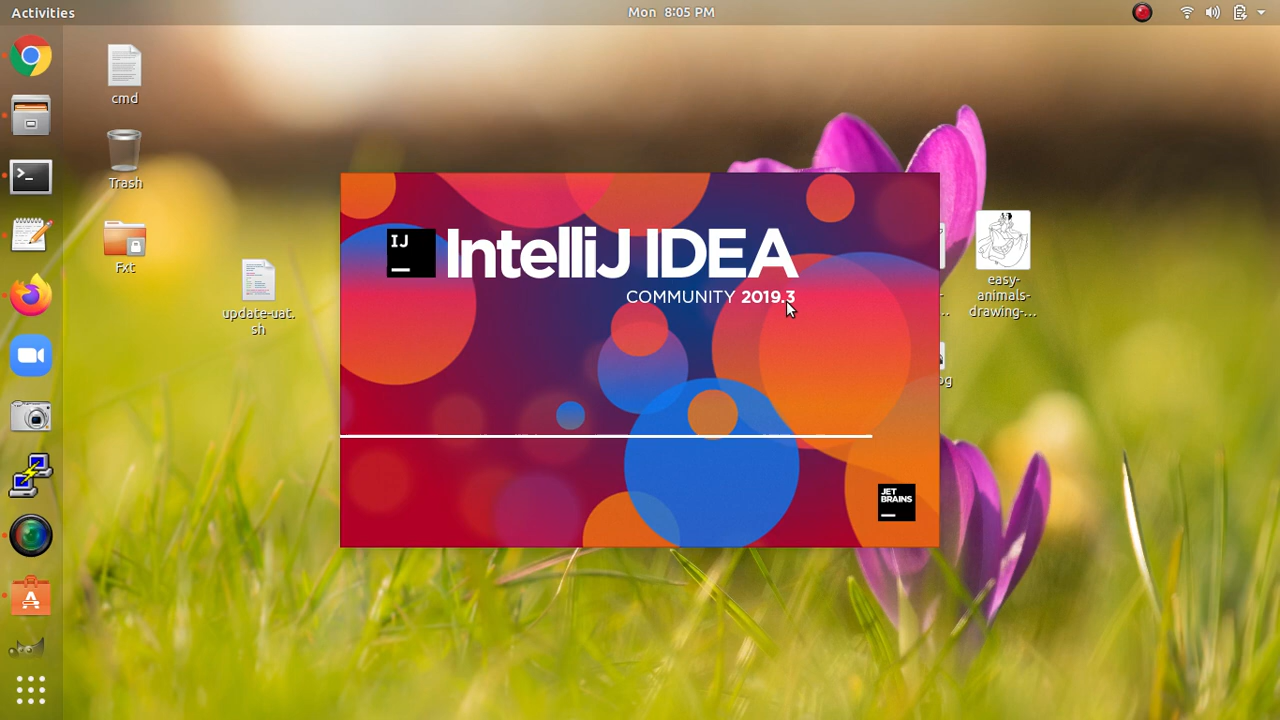 Activities
Mon 8:05 PM
cmd
Trash
Fxt
update-uat.
sh
IJ
IntelliJ IDEA
COMMUNITY 2019.3
easy-
animals-
drawing-...
-...
og
JET
BRAINS
>_
A